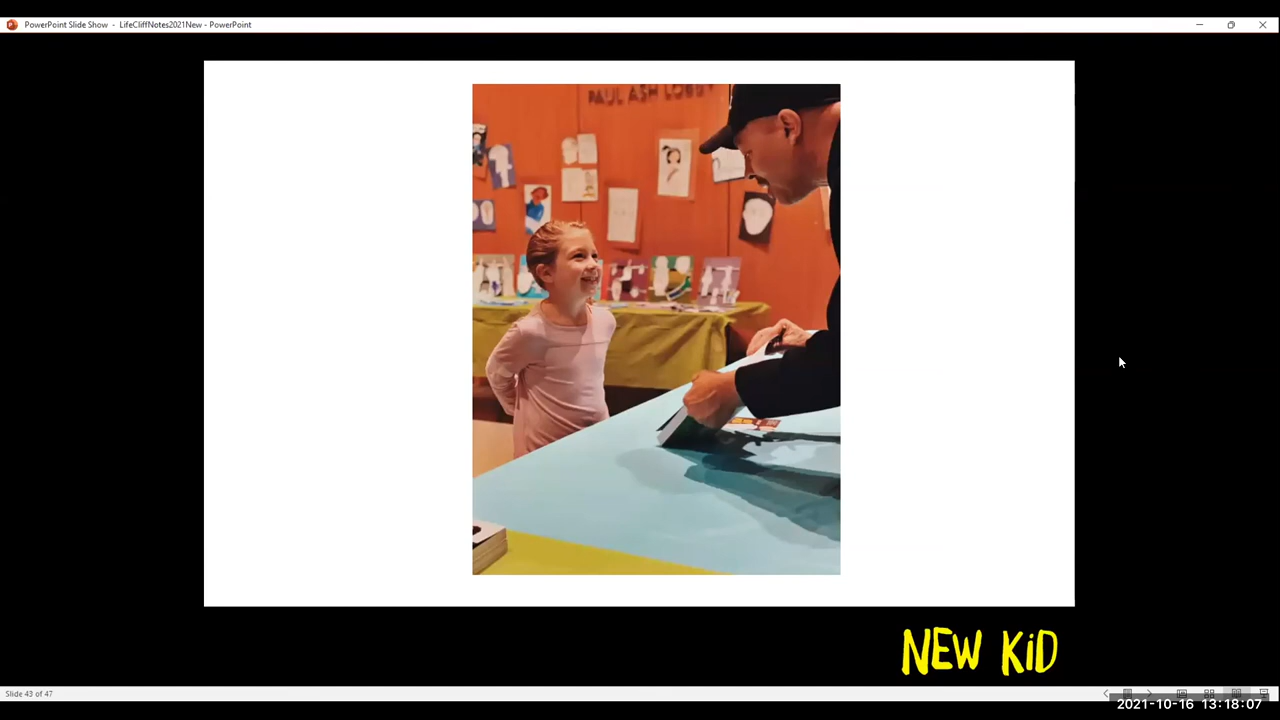 PowerPoint Slide Show - LifeCliffNotes2021New - PowerPoint
PAUL ASH LOBBY
NEW KiD
Slide 43 of 47
2021-10-16 13:18:07